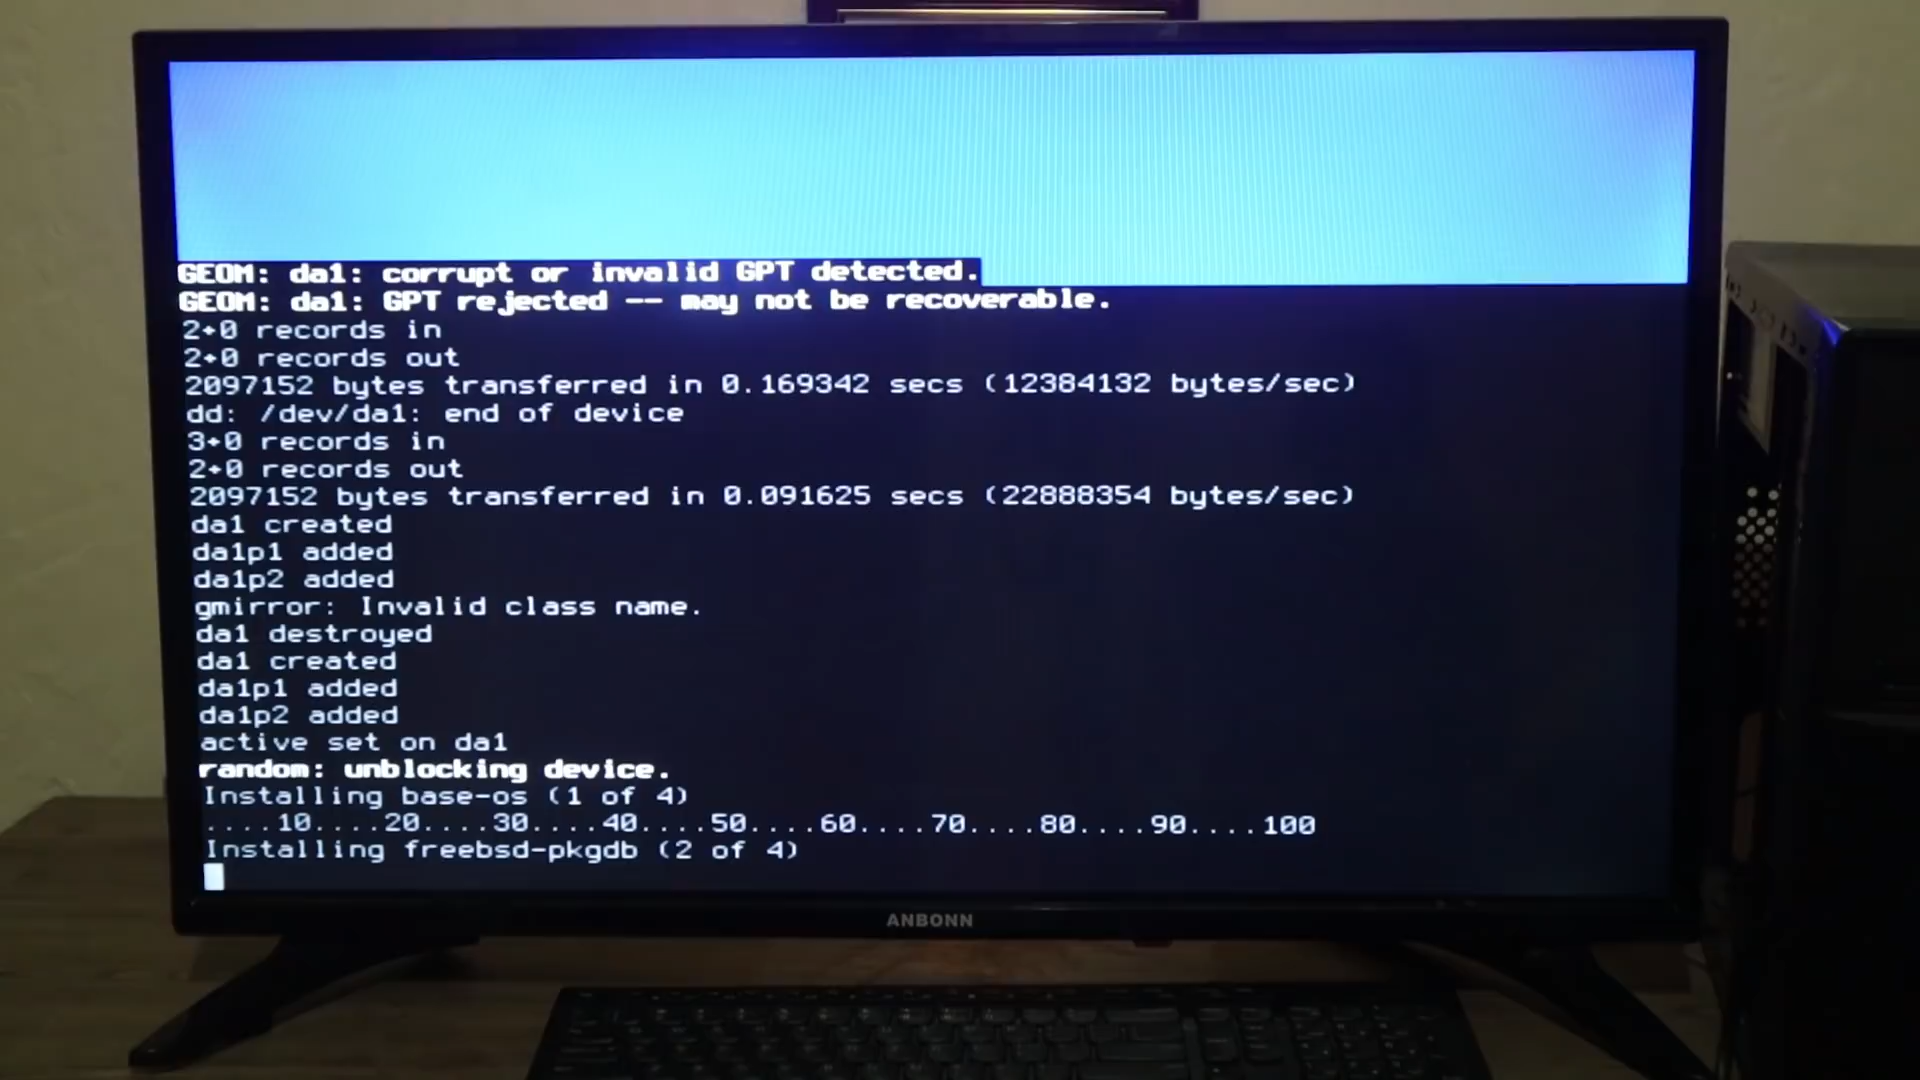 GEOM: da1: corrupt or invalid GPT detected.
GEOM: da1: GPT rejected -- may not be recoverable.
2+0 records in
2+0 records out
2097152 bytes transferred in 0.169342 secs (12384132 bytes/sec)
dd: /dev/da1: end of device
3+0 records in
2+0 records out
2097152 bytes transferred in 0.091625 secs (22888354 bytes/sec)
da1 created
da1p1 added
da1p2 added
gmirror: Invalid class name.
da1 destroyed
da1 created
da1p1 added
da1p2 added
active set on da1
random: unblocking device.
Installing base-os (1 of 4)
....10....20....30....40....50....60....70....80....90....100
Installing freebsd-pkgdb (2 of 4)
ANBONN